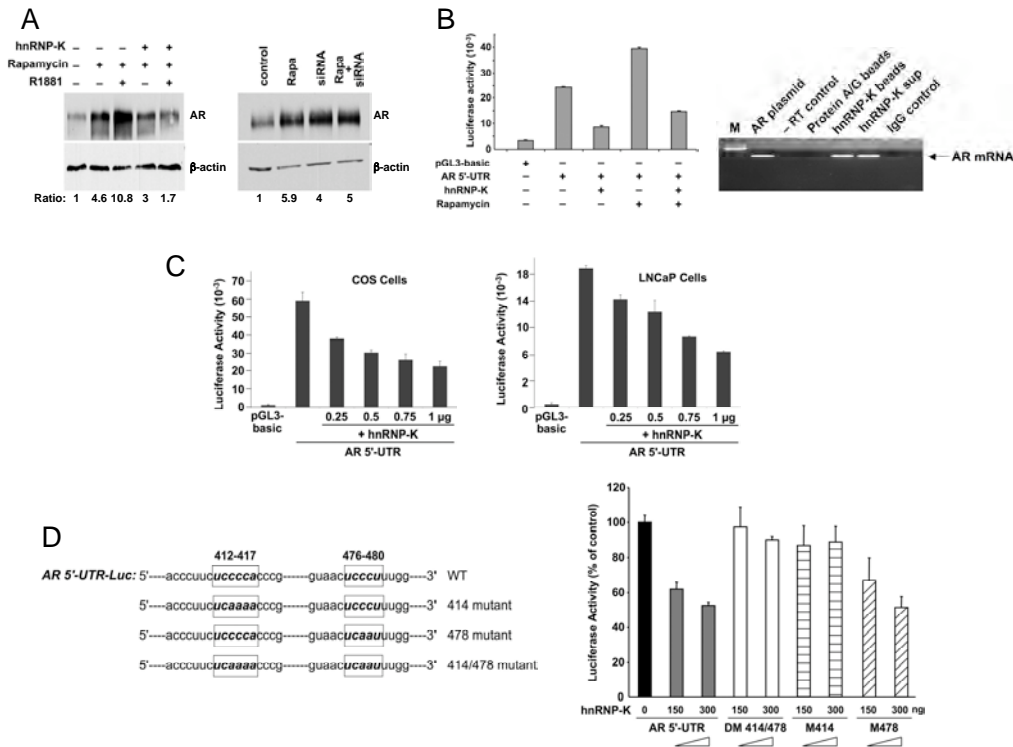 A
hnRNP-K – – – + +
Rapamycin – + + + +
R1881 – – + – +
AR
β-actin
Ratio: 1 4.6 10.8 3 1.7
control
Rapa
siRNA
Rapa + siRNA
AR
β-actin
1 5.9 4 5
B
Luciferase activity (10⁻³)
40
30
20
10
0
pGL3-basic + – – – –
AR 5'-UTR – + + + +
hnRNP-K – – + – +
Rapamycin – – – + +
M
AR plasmid
– RT control
Protein A/G beads
hnRNP-K beads
hnRNP-K sup
IgG control
AR mRNA
C
COS Cells
Luciferase Activity (10⁻³)
70
60
50
40
30
20
10
0
pGL3-basic
0.25 0.5 0.75 1 µg
+ hnRNP-K
AR 5'-UTR
LNCaP Cells
Luciferase Activity (10⁻³)
18
14
10
6
2
0
pGL3-basic
0.25 0.5 0.75 1 µg
+ hnRNP-K
AR 5'-UTR
D
412-417 476-480
AR 5'-UTR-Luc: 5'----acccuucuccccacccg------guaacucccuuugg----3' WT
5'----acccuucucaaaacccg------guaacucccuuugg----3' 414 mutant
5'----acccuucuccccacccg------guaacucaauuugg----3' 478 mutant
5'----acccuucucaaaacccg------guaacucaauuugg----3' 414/478 mutant
Luciferase Activity (% of control)
120
100
80
60
40
20
0
hnRNP-K 0 150 300 150 300 150 300 150 300 ng
AR 5'-UTR DM 414/478 M414 M478